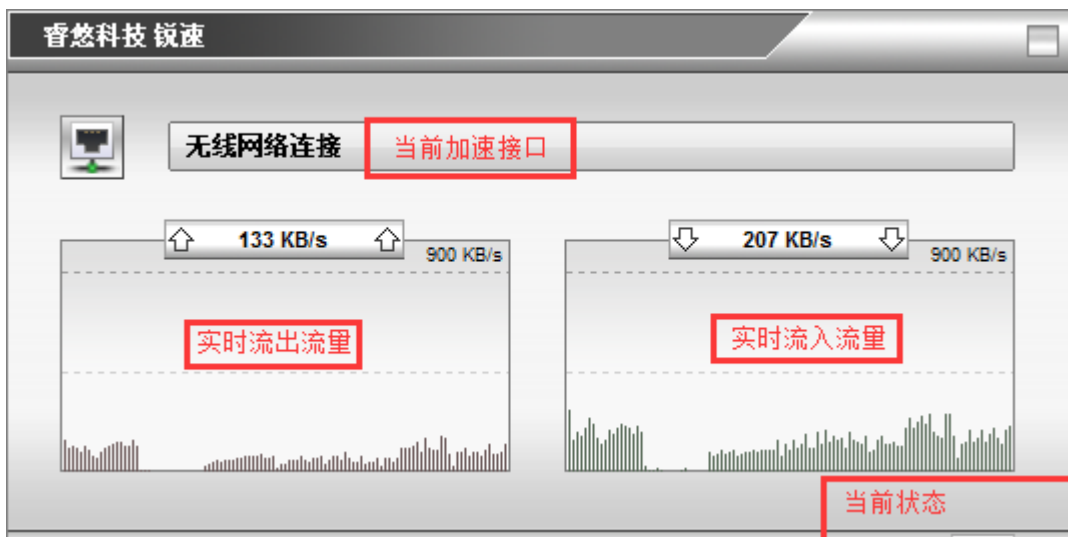 睿悠科技 锐速
无线网络连接 当前加速接口
133 KB/s
900 KB/s
207 KB/s
900 KB/s
实时流出流量
实时流入流量
当前状态